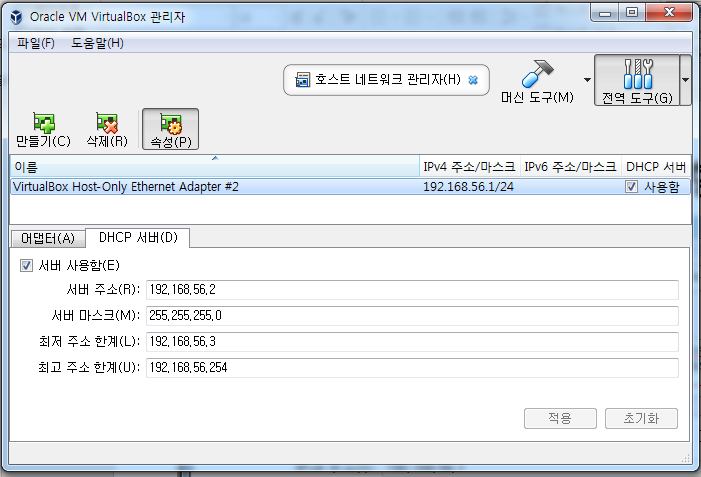 Oracle VM VirtualBox 관리자
파일(F) 도움말(H)
호스트 네트워크 관리자(H)
머신 도구(M)
전역 도구(G)
만들기(C) 삭제(R) 속성(P)
이름 IPv4 주소/마스크 IPv6 주소/마스크 DHCP 서버
VirtualBox Host-Only Ethernet Adapter #2 192.168.56.1/24 사용함
어댑터(A) DHCP 서버(D)
서버 사용함(E)
서버 주소(R): 192.168.56.2
서버 마스크(M): 255.255.255.0
최저 주소 한계(L): 192.168.56.3
최고 주소 한계(U): 192.168.56.254
적용 초기화